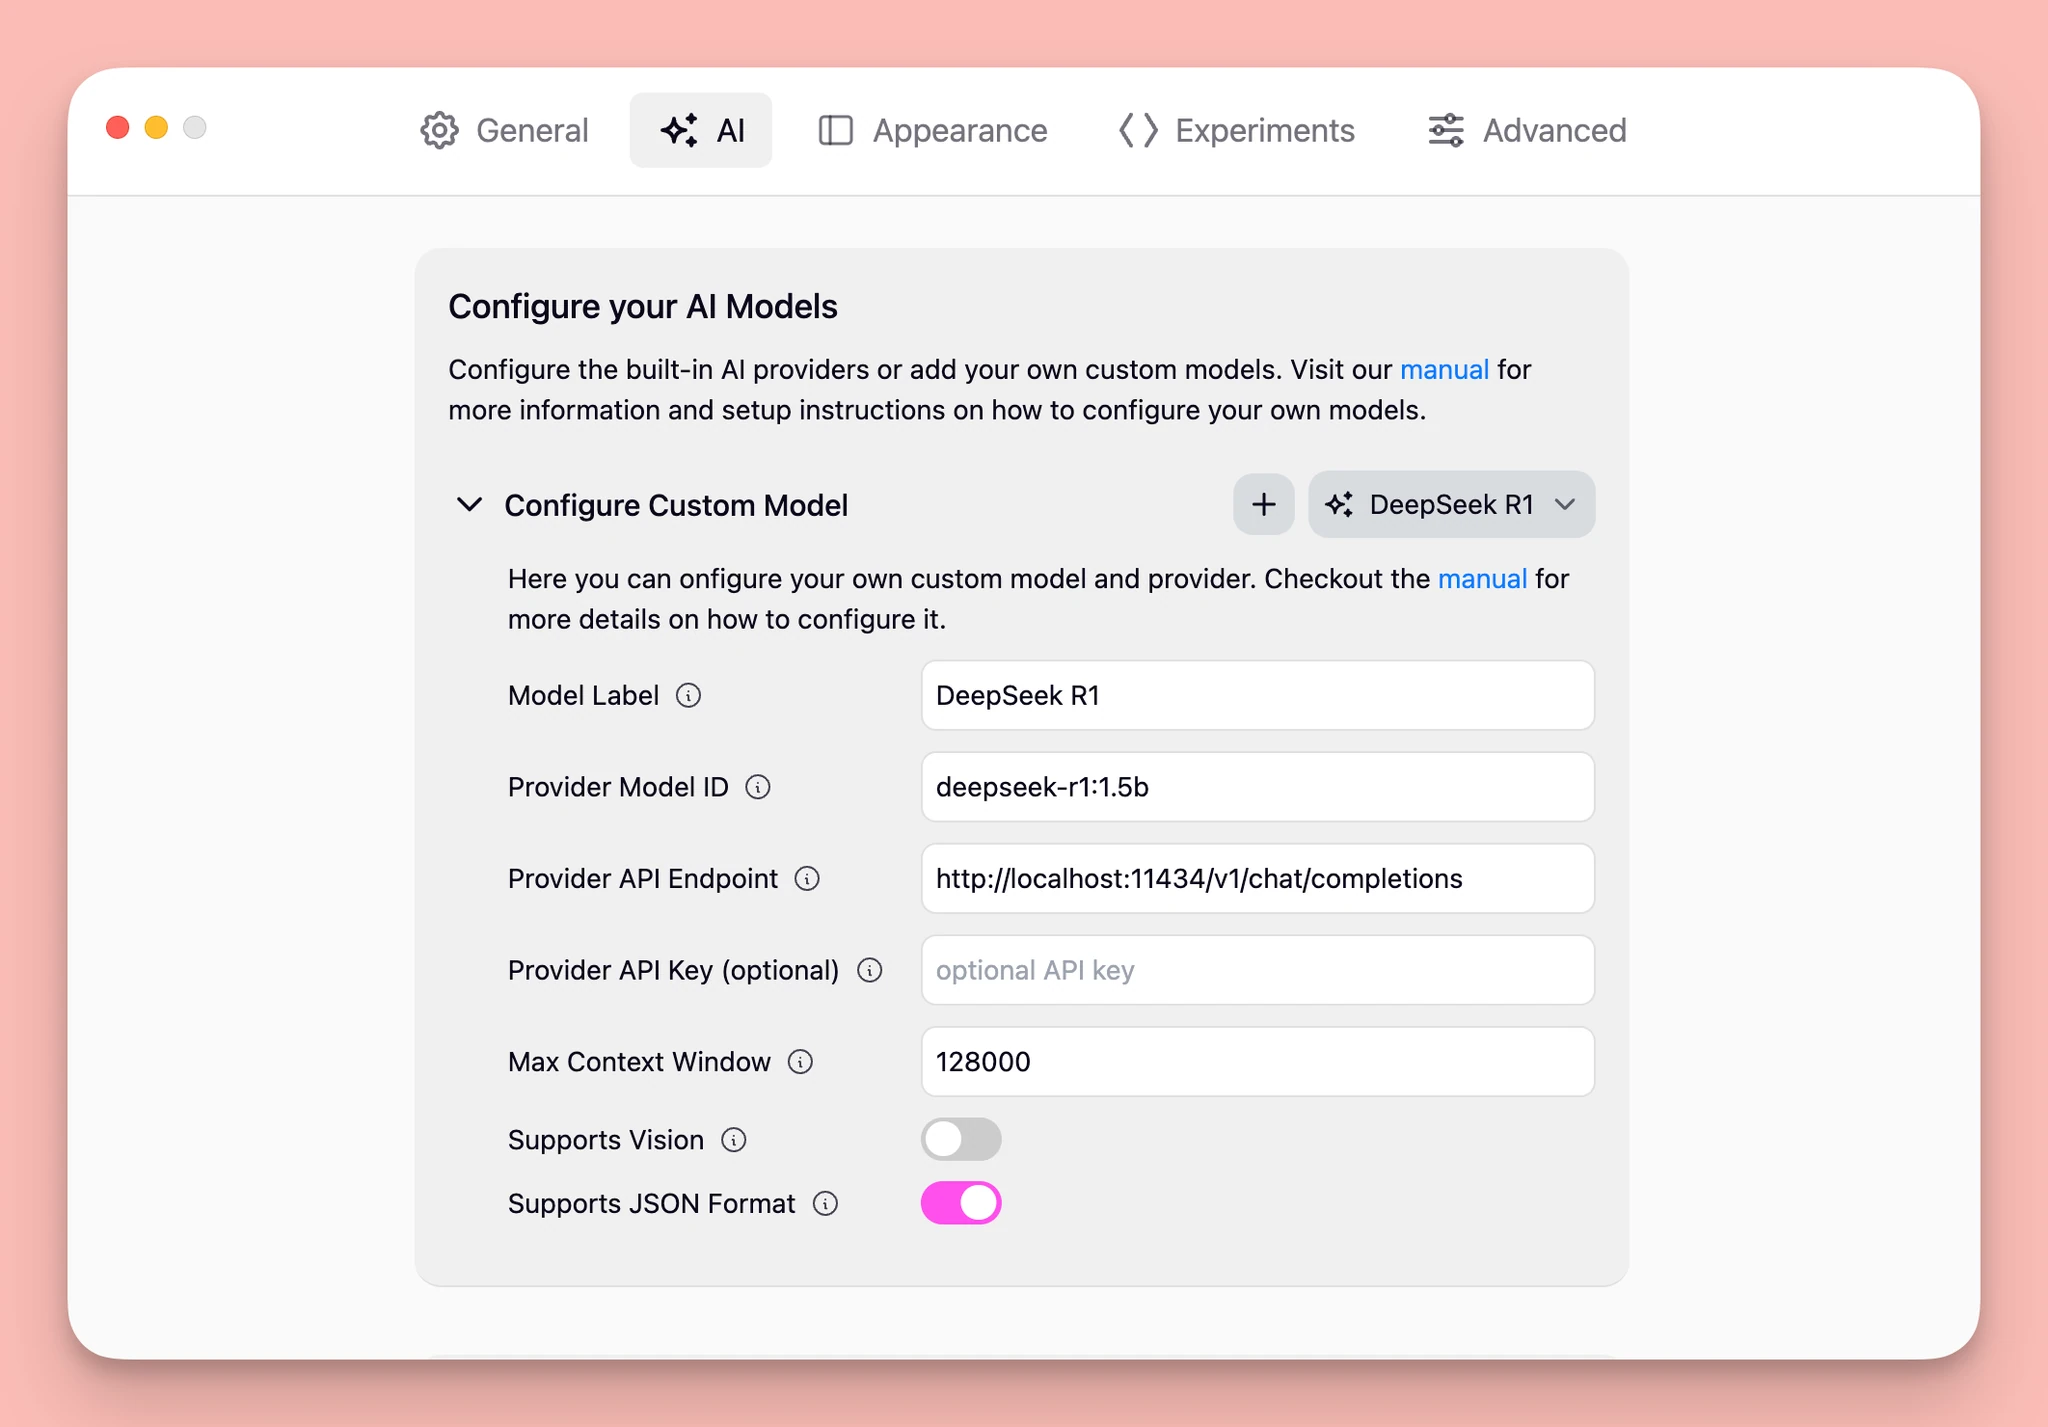 General
AI
Appearance
Experiments
Advanced
Configure your AI Models
Configure the built-in AI providers or add your own custom models. Visit our manual for
more information and setup instructions on how to configure your own models.
Configure Custom Model
+
DeepSeek R1
Here you can onfigure your own custom model and provider. Checkout the manual for
more details on how to configure it.
Model Label
DeepSeek R1
Provider Model ID
deepseek-r1:1.5b
Provider API Endpoint
http://localhost:11434/v1/chat/completions
Provider API Key (optional)
optional API key
Max Context Window
128000
Supports Vision
Supports JSON Format